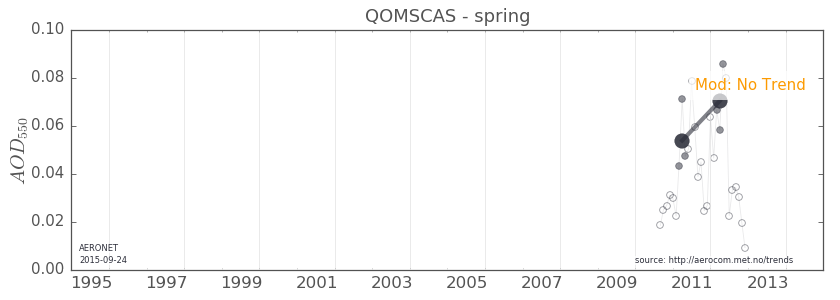 QOMSCAS - spring
0.10
0.08
0.06
0.04
0.02
0.00
AOD550
Mod: No Trend
AERONET
2015-09-24
source: http://aerocom.met.no/trends
1995 1997 1999 2001 2003 2005 2007 2009 2011 2013